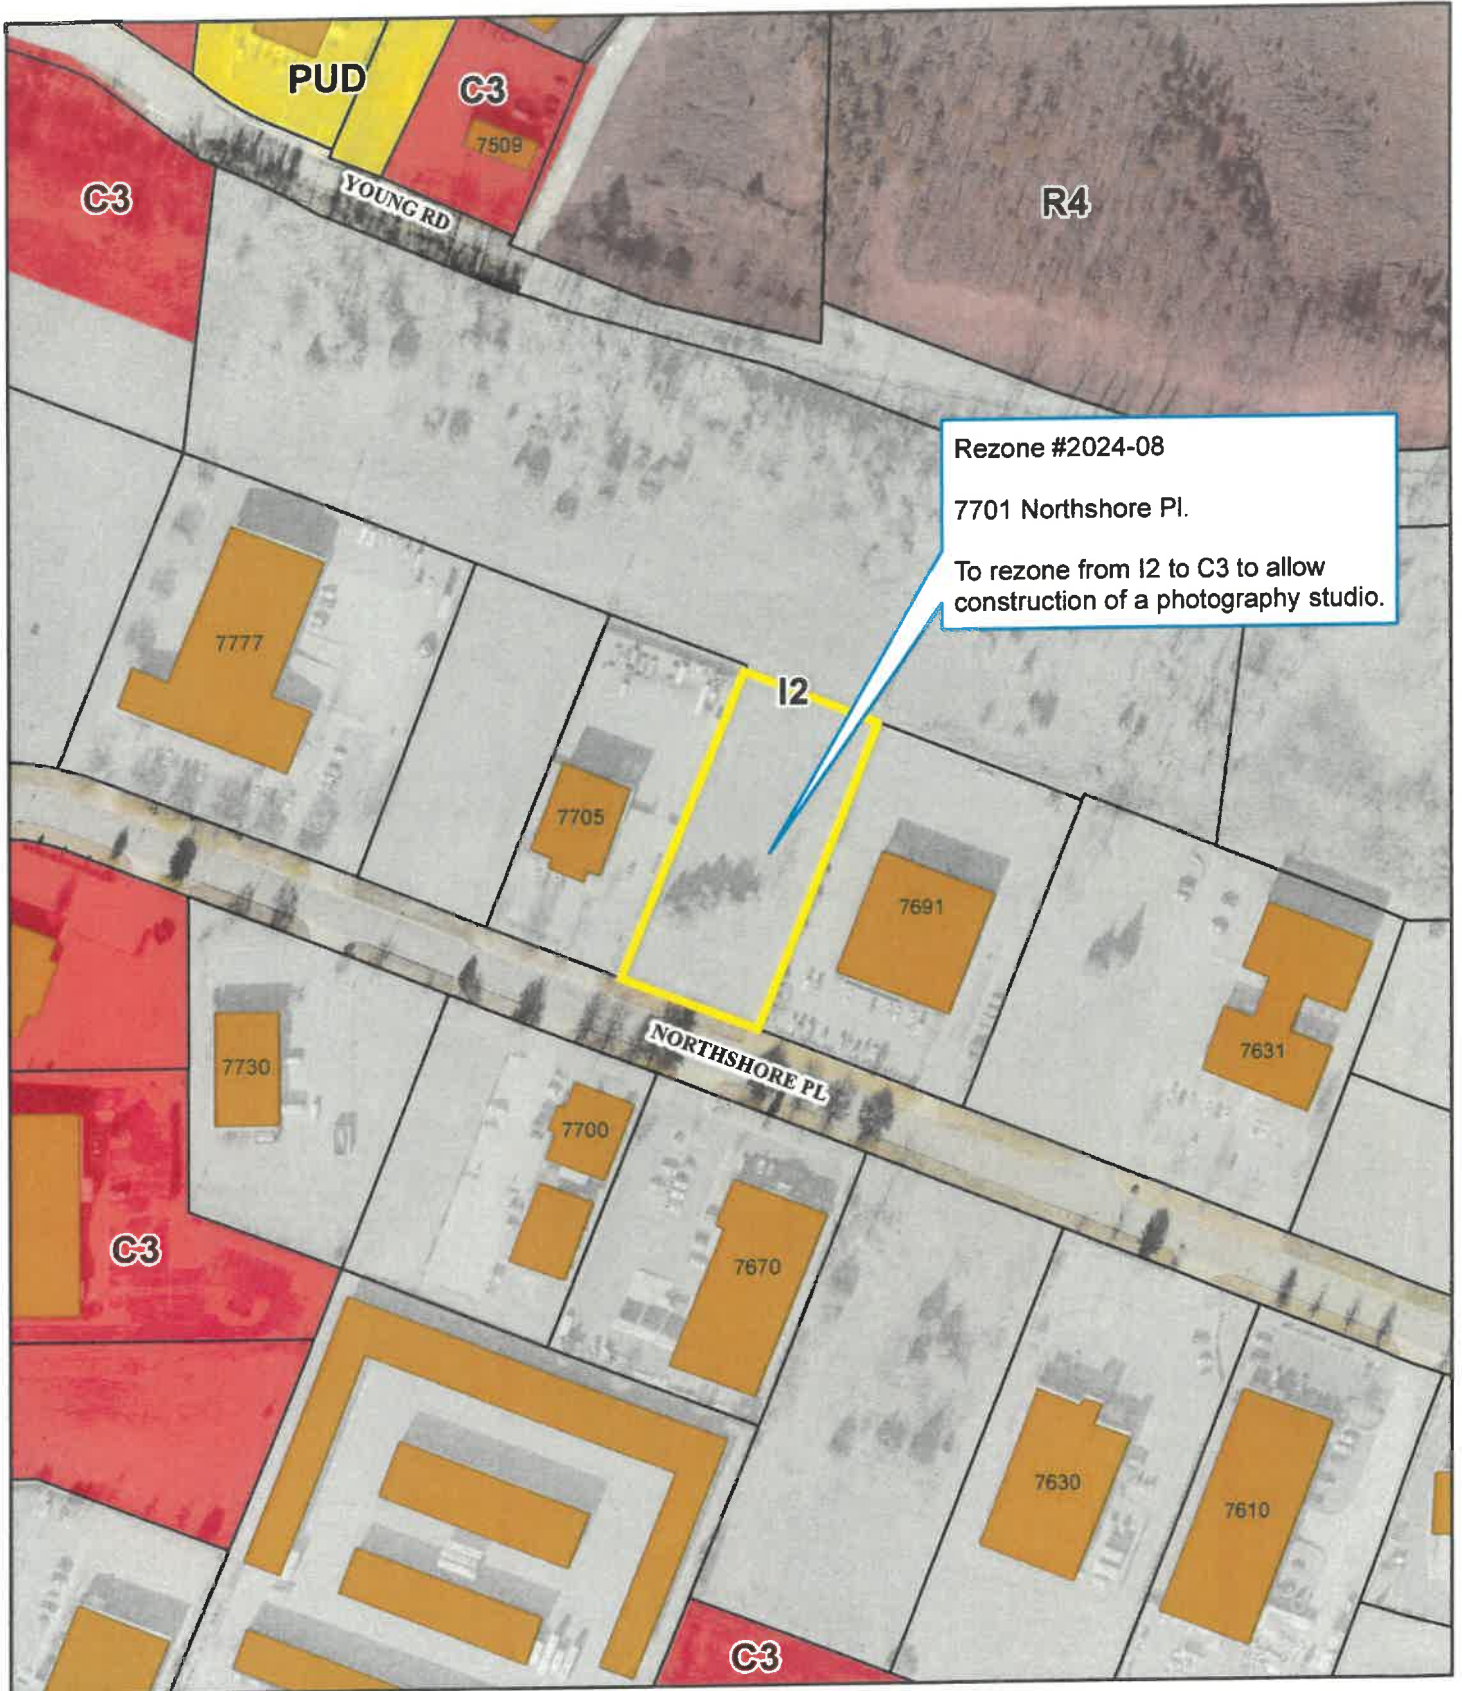 PUD
C3
7509
C3
YOUNG RD
R4
Rezone #2024-08
7701 Northshore Pl.
To rezone from I2 to C3 to allow
construction of a photography studio.
7777
I2
7705
7691
7631
NORTHSHORE PL
7730
7700
C3
7670
7630
7610
C3